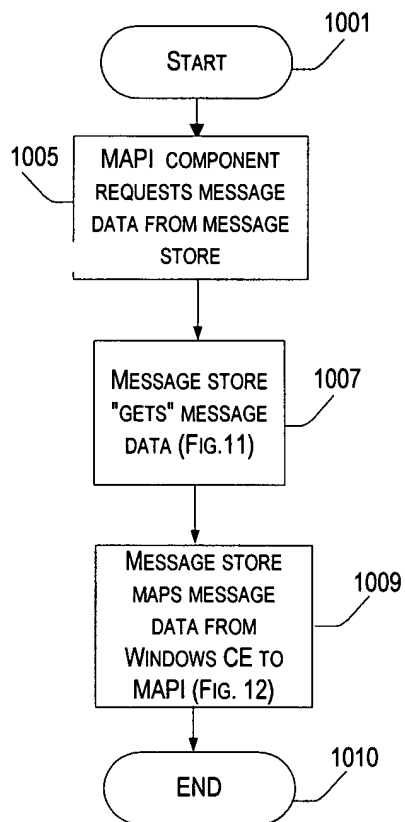 1001
START
1005
MAPI COMPONENT
REQUESTS MESSAGE
DATA FROM MESSAGE
STORE
1007
MESSAGE STORE
"GETS" MESSAGE
DATA (FIG.11)
1009
MESSAGE STORE
MAPS MESSAGE
DATA FROM
WINDOWS CE TO
MAPI (FIG. 12)
1010
END